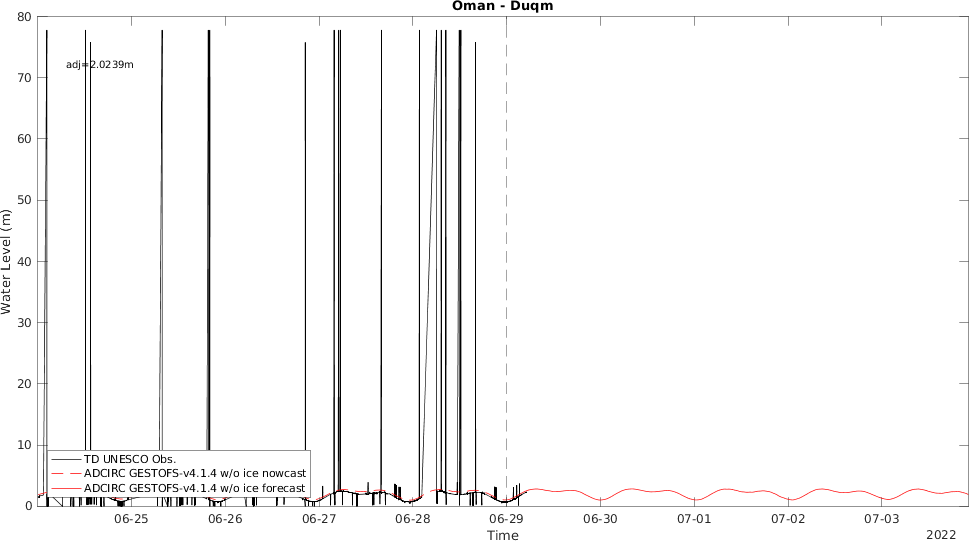 Oman - Duqm
80
70
60
50
40
30
20
10
0
Water Level (m)
adj=2.0239m
TD UNESCO Obs.
ADCIRC GESTOFS-v4.1.4 w/o ice nowcast
ADCIRC GESTOFS-v4.1.4 w/o ice forecast
06-25 06-26 06-27 06-28 06-29 06-30 07-01 07-02 07-03
Time
2022